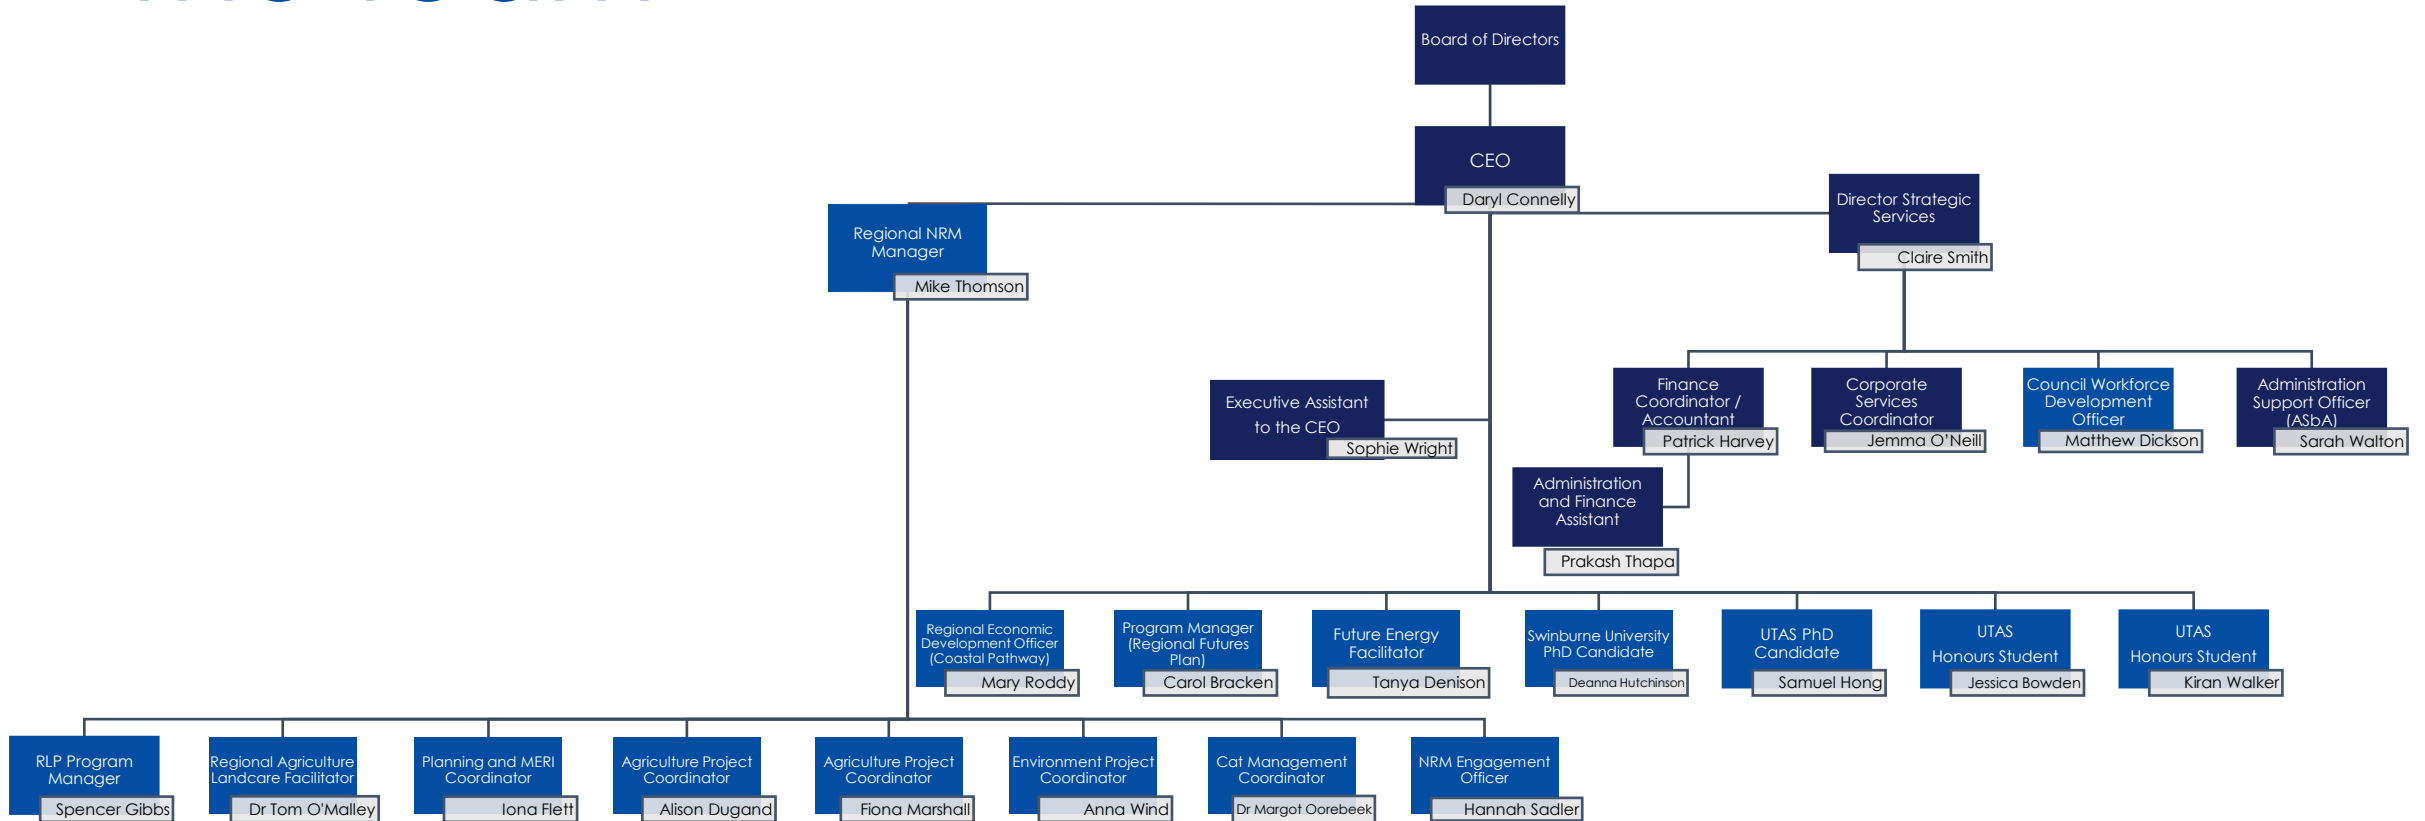 The Team
Board of Directors
CEO
Daryl Connelly
Director Strategic
Services
Claire Smith
Regional NRM
Manager
Mike Thomson
Executive Assistant
to the CEO
Sophie Wright
Finance
Coordinator /
Accountant
Patrick Harvey
Corporate
Services
Coordinator
Jemma O'Neill
Council Workforce
Development
Officer
Matthew Dickson
Administration
Support Officer
(ASbA)
Sarah Walton
Administration
and Finance
Assistant
Prakash Thapa
Regional Economic
Development Officer
(Coastal Pathway)
Mary Roddy
Program Manager
(Regional Futures
Plan)
Carol Bracken
Future Energy
Facilitator
Tanya Denison
Swinburne University
PhD Candidate
Deanna Hutchinson
UTAS PhD
Candidate
Samuel Hong
UTAS
Honours Student
Jessica Bowden
UTAS
Honours Student
Kiran Walker
RLP Program
Manager
Spencer Gibbs
Regional Agriculture
Landcare Facilitator
Dr Tom O'Malley
Planning and MERI
Coordinator
Iona Flett
Agriculture Project
Coordinator
Alison Dugand
Agriculture Project
Coordinator
Fiona Marshall
Environment Project
Coordinator
Anna Wind
Cat Management
Coordinator
Dr Margot Oorebeek
NRM Engagement
Officer
Hannah Sadler